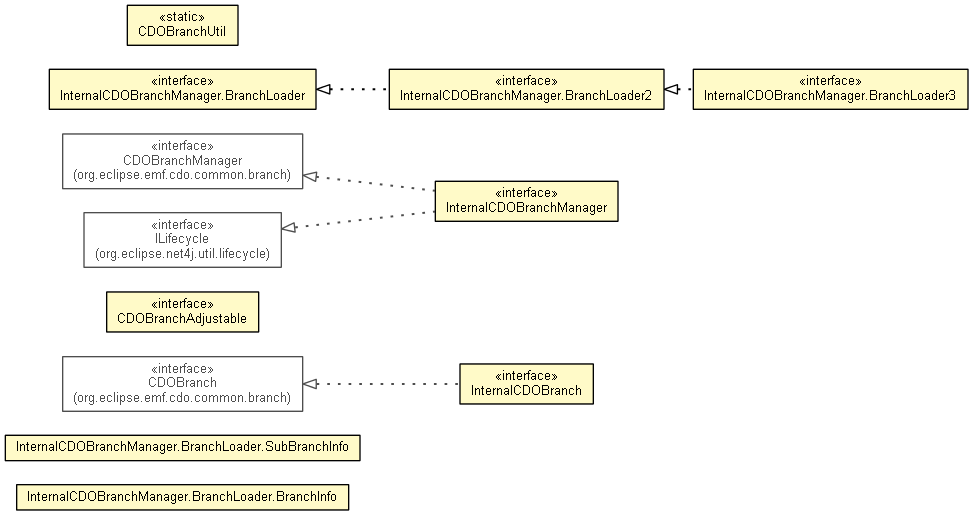 «static»
CDOBranchUtil
«interface»
InternalCDOBranchManager.BranchLoader
«interface»
InternalCDOBranchManager.BranchLoader2
«interface»
InternalCDOBranchManager.BranchLoader3
«interface»
CDOBranchManager
(org.eclipse.emf.cdo.common.branch)
«interface»
InternalCDOBranchManager
«interface»
ILifecycle
(org.eclipse.net4j.util.lifecycle)
«interface»
CDOBranchAdjustable
«interface»
CDOBranch
(org.eclipse.emf.cdo.common.branch)
«interface»
InternalCDOBranch
InternalCDOBranchManager.BranchLoader.SubBranchInfo
InternalCDOBranchManager.BranchLoader.BranchInfo